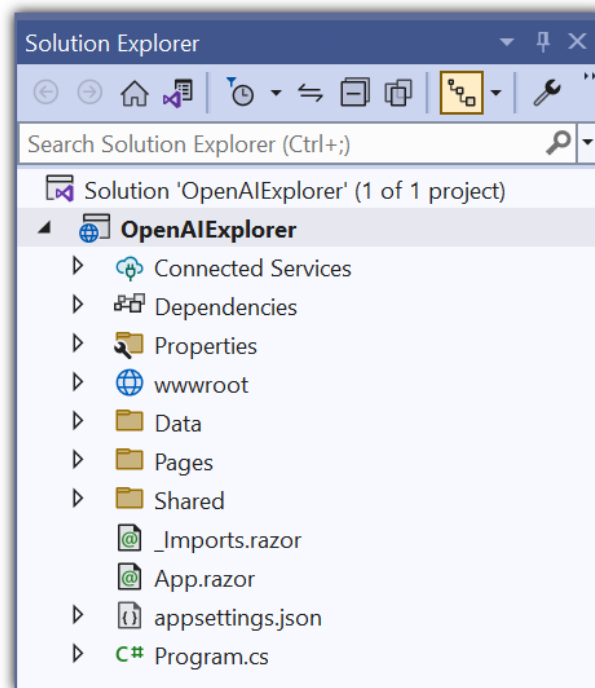 Solution Explorer
Search Solution Explorer (Ctrl+;)
Solution 'OpenAIExplorer' (1 of 1 project)
OpenAIExplorer
Connected Services
Dependencies
Properties
wwwroot
Data
Pages
Shared
_Imports.razor
App.razor
appsettings.json
C# Program.cs